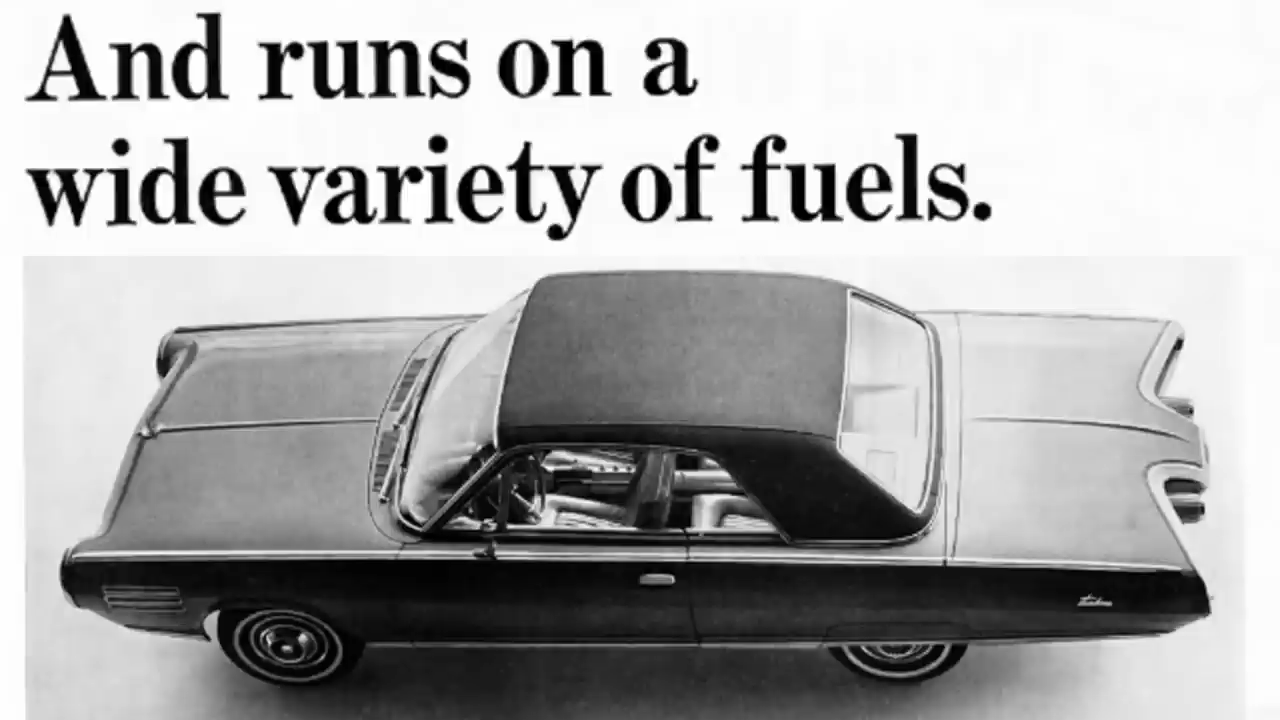 And runs on a
wide variety of fuels.